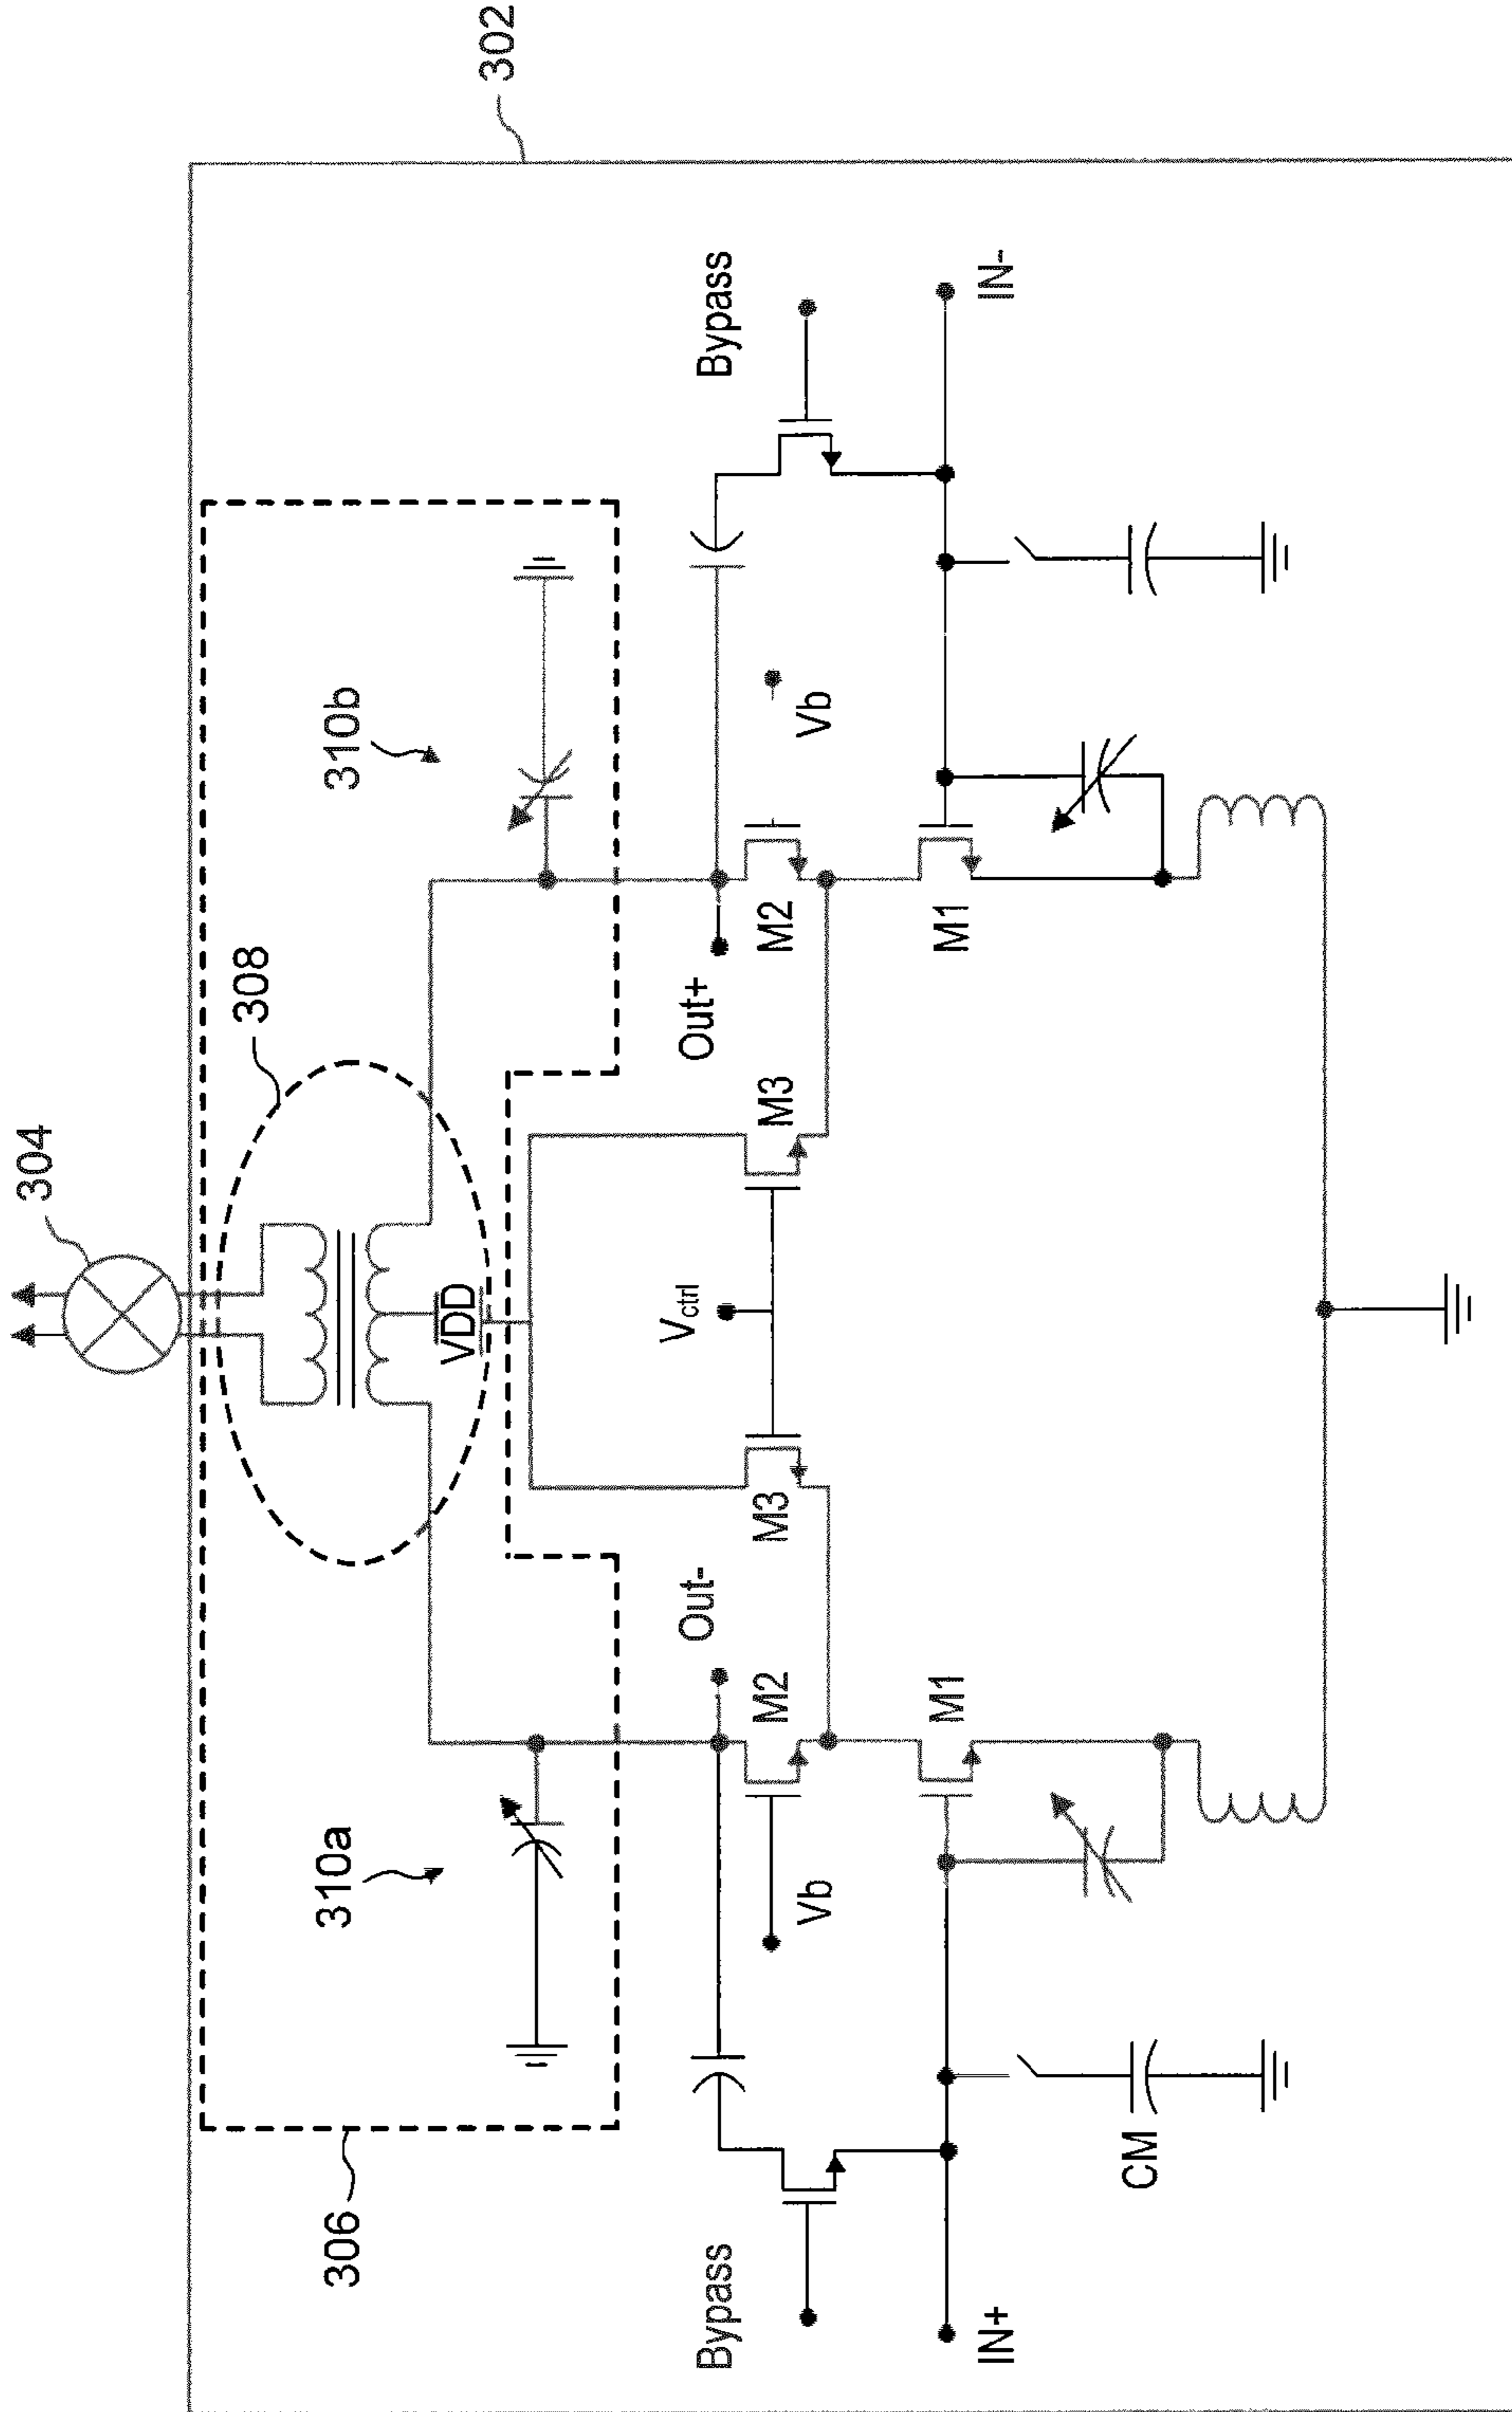 304
302
308
306
310a
310b
VDD
Bypass
Out-
Out+
Bypass
Vctrl
Vb
M2
M3
M3
M2
Vb
IN+
M1
M1
IN-
CM